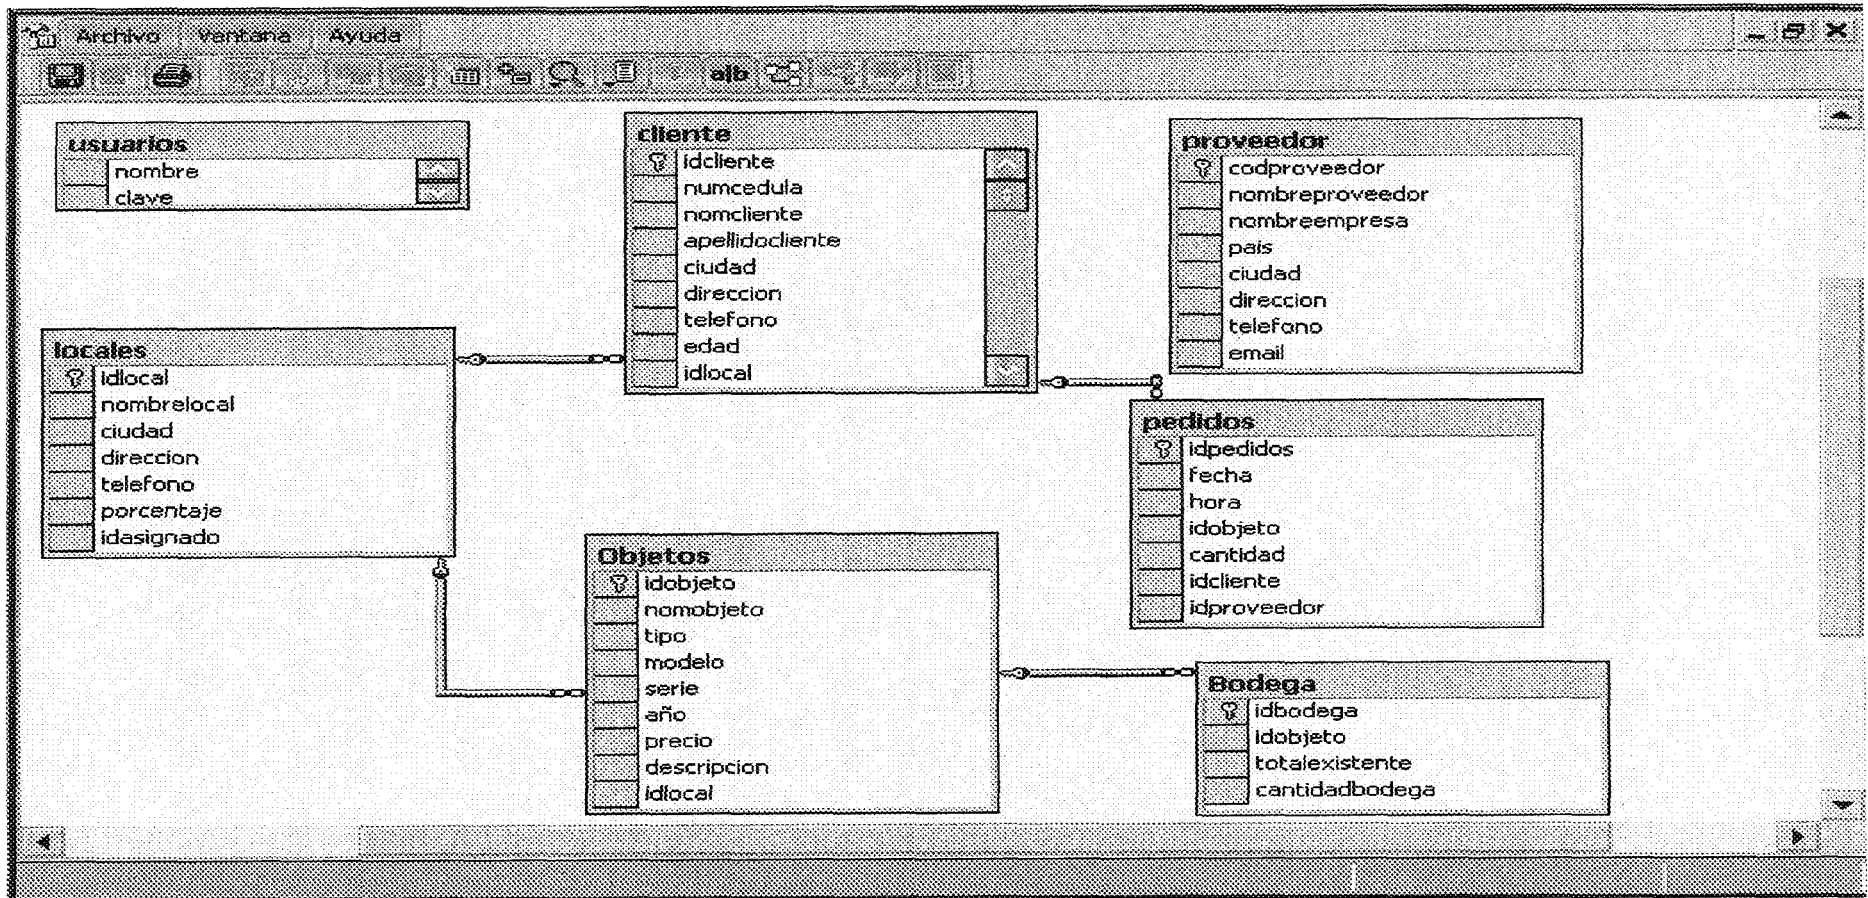 Archivo Ventana Ayuda
a|b
usuarios
nombre
clave
cliente
idcliente
numcedula
nomcliente
apellidocliente
ciudad
direccion
telefono
edad
idlocal
proveedor
codproveedor
nombreproveedor
nombreempresa
pais
ciudad
direccion
telefono
email
locales
idlocal
nombrelocal
ciudad
direccion
telefono
porcentaje
idasignado
pedidos
idpedidos
fecha
hora
idobjeto
cantidad
idcliente
idproveedor
Objetos
idobjeto
nomobjeto
tipo
modelo
serie
año
precio
descripcion
idlocal
Bodega
idbodega
idobjeto
totalexistente
cantidadbodega